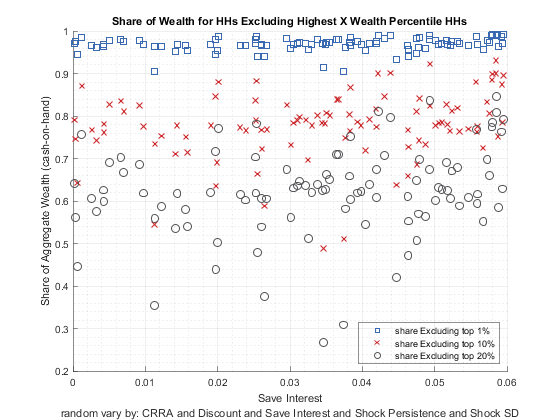 Share of Wealth for HHs Excluding Highest X Wealth Percentile HHs
1
0.9
0.8
0.7
0.6
0.5
0.4
0.3
0.2
Share of Aggregate Wealth (cash-on-hand)
share Excluding top 1%
share Excluding top 10%
share Excluding top 20%
0 0.01 0.02 0.03 0.04 0.05 0.06
Save Interest
random vary by: CRRA and Discount and Save Interest and Shock Persistence and Shock SD